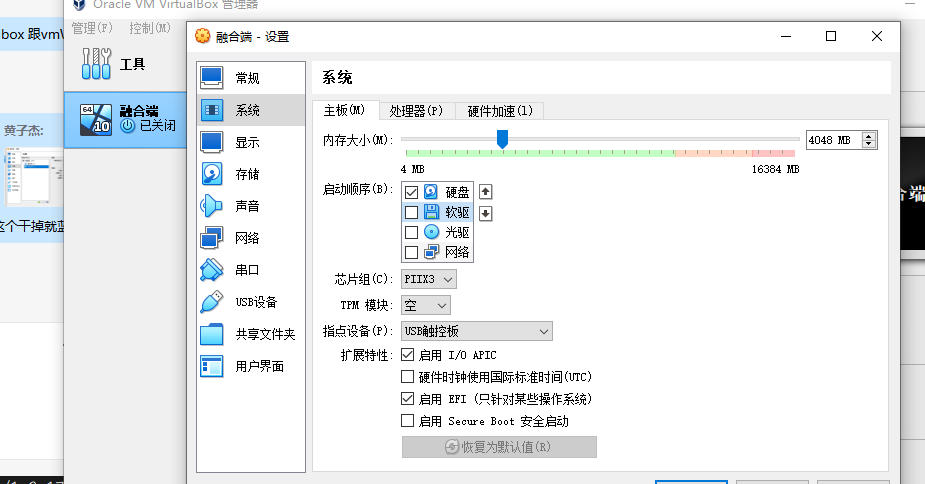 Oracle VM VirtualBox 管理器
管理(F) 控制(M)
lbox 跟vm\
融合端 - 设置
工具
64
10
融合端
已关闭
黄子杰:
这个干掉就蓝
合端
常规
系统
显示
存储
声音
网络
串口
USB设备
共享文件夹
用户界面
系统
主板(M) 处理器(P) 硬件加速(l)
内存大小(M): 4048 MB
4 MB 16384 MB
启动顺序(B): 硬盘
软驱
光驱
网络
芯片组(C): PIIX3
TPM 模块: 空
指点设备(P): USB触控板
扩展特性: 启用 I/O APIC
硬件时钟使用国际标准时间(UTC)
启用 EFI (只针对某些操作系统)
启用 Secure Boot 安全启动
恢复为默认值(R)